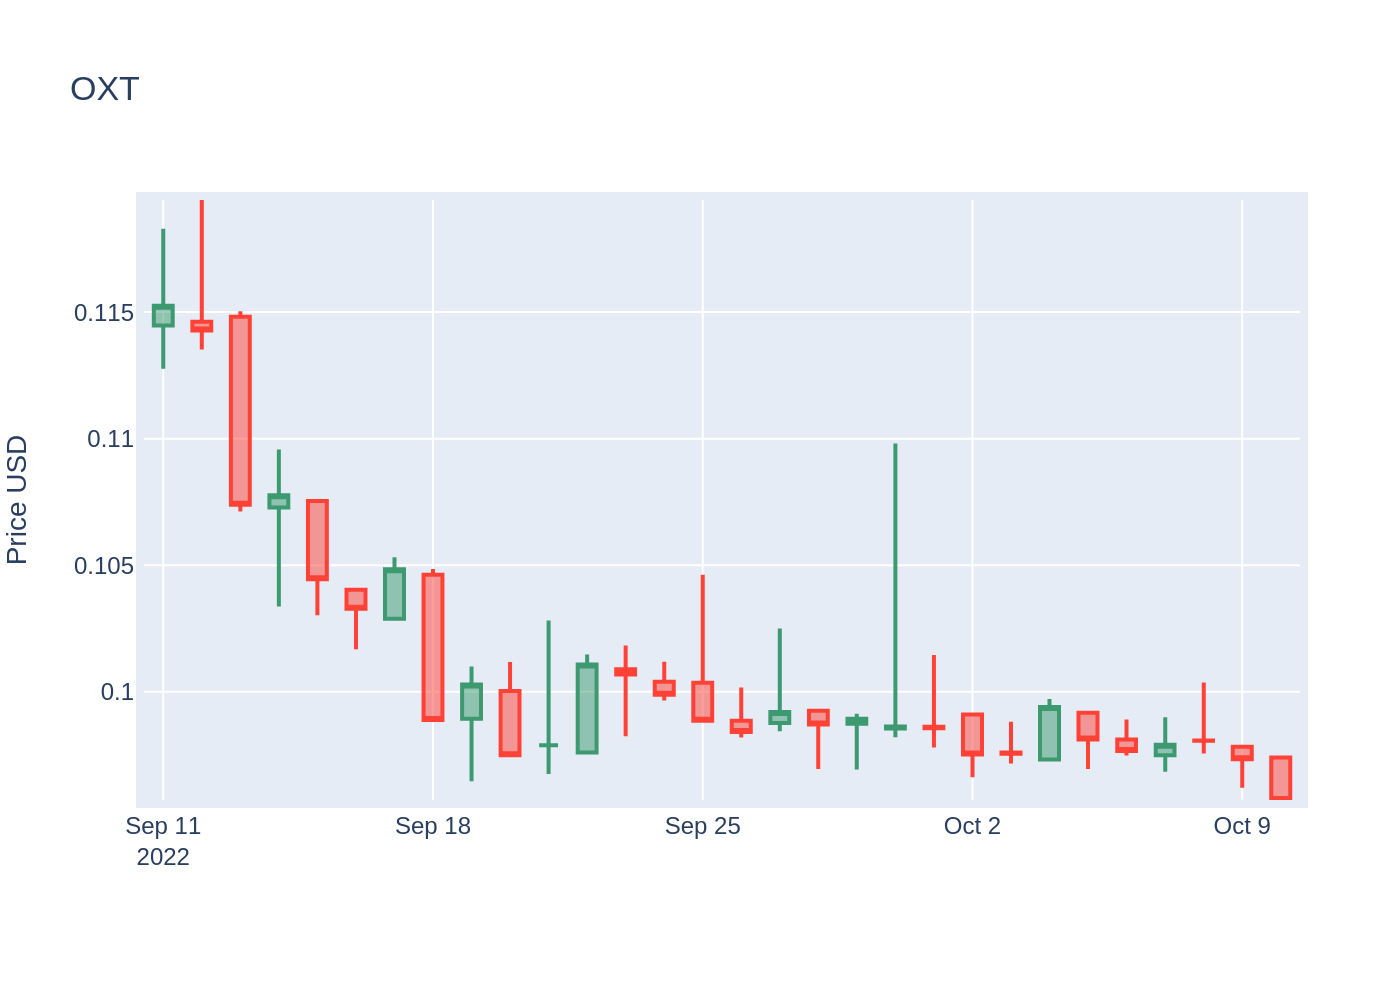 OXT
Price USD
0.115
0.11
0.105
0.1
Sep 11
2022
Sep 18
Sep 25
Oct 2
Oct 9